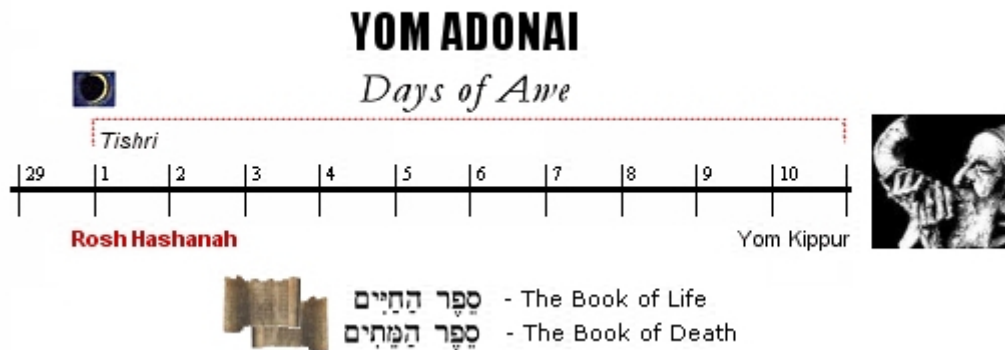 YOM ADONAI
Days of Awe
Tishri
29 1 2 3 4 5 6 7 8 9 10
Rosh Hashanah Yom Kippur
סֵפֶר הַחַיִּים - The Book of Life
סֵפֶר הַמֵּתִים - The Book of Death